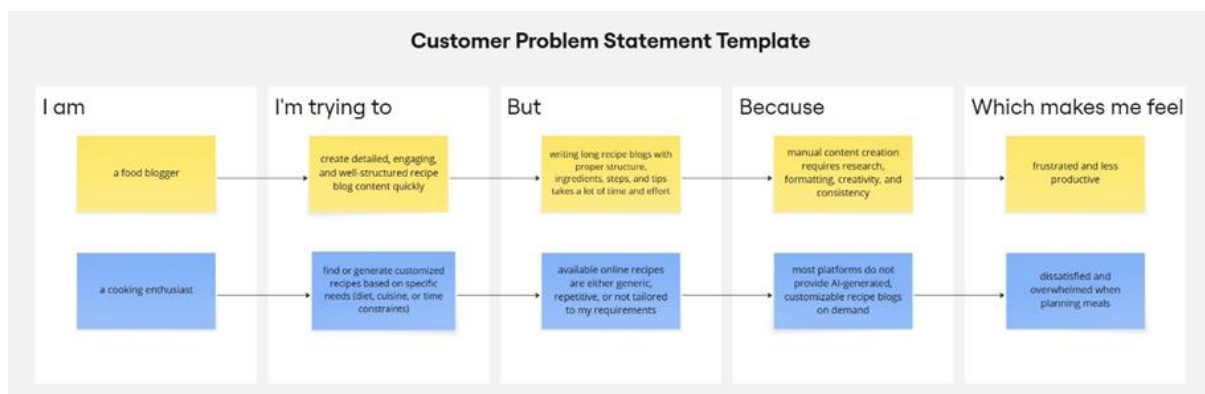 Customer Problem Statement Template
I am
I'm trying to
But
Because
Which makes me feel
a food blogger
create detailed, engaging,
and well-structured recipe
blog content quickly
writing long recipe blogs with
proper structure,
ingredients, steps, and tips
takes a lot of time and effort
manual content creation
requires research,
formatting, creativity, and
consistency
frustrated and less
productive
a cooking enthusiast
find or generate customized
recipes based on specific
needs (diet, cuisine, or time
constraints)
available online recipes
are either generic,
repetitive, or not tailored
to my requirements
most platforms do not
provide AI-generated,
customizable recipe blogs
on demand
dissatisfied and
overwhelmed when
planning meals